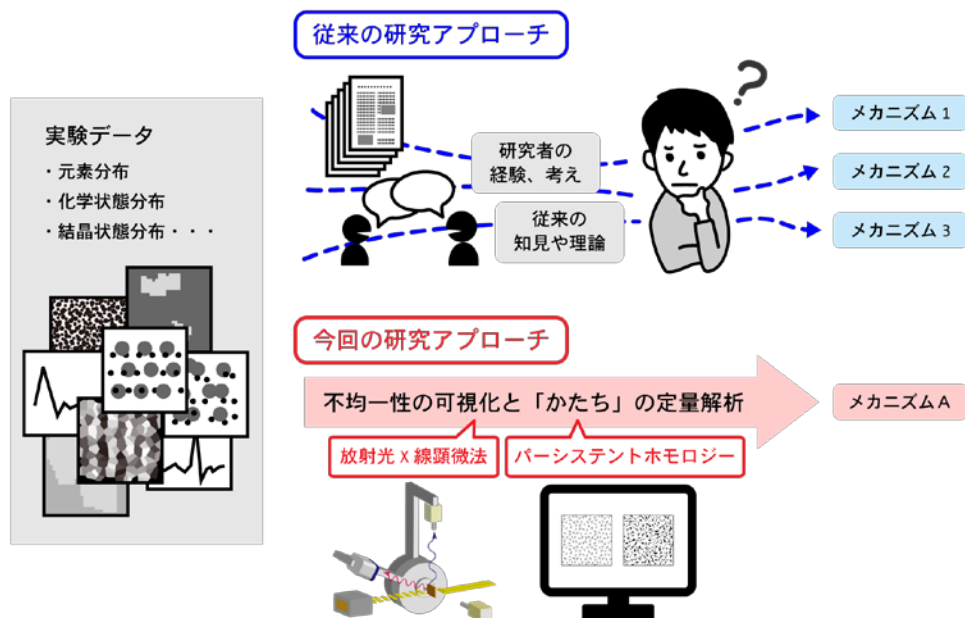 従来の研究アプローチ
実験データ
・元素分布
・化学状態分布
・結晶状態分布・・・
研究者の
経験、考え
従来の
知見や理論
?
メカニズム 1
メカニズム 2
メカニズム 3
今回の研究アプローチ
不均一性の可視化と「かたち」の定量解析
放射光 X 線顕微法
パーシステントホモロジー
メカニズム A